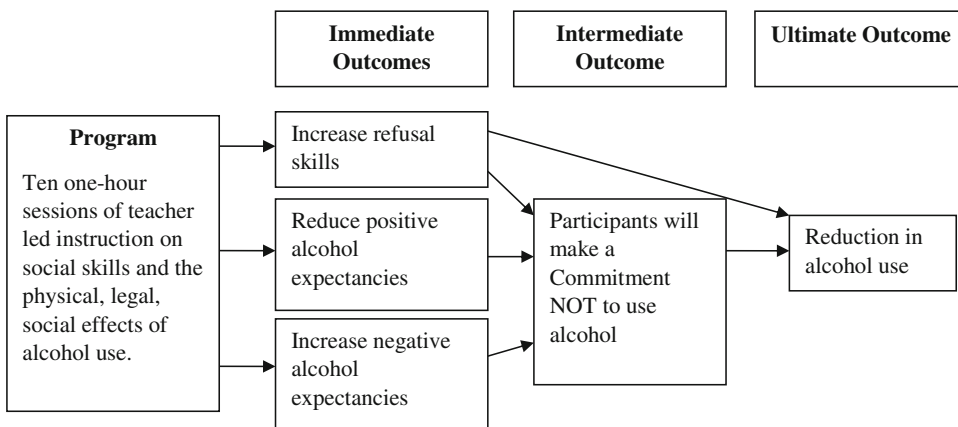 Immediate
Outcomes
Intermediate
Outcome
Ultimate Outcome
Program
Ten one-hour
sessions of teacher
led instruction on
social skills and the
physical, legal,
social effects of
alcohol use.
Increase refusal
skills
Reduce positive
alcohol
expectancies
Increase negative
alcohol
expectancies
Participants will
make a
Commitment
NOT to use
alcohol
Reduction in
alcohol use